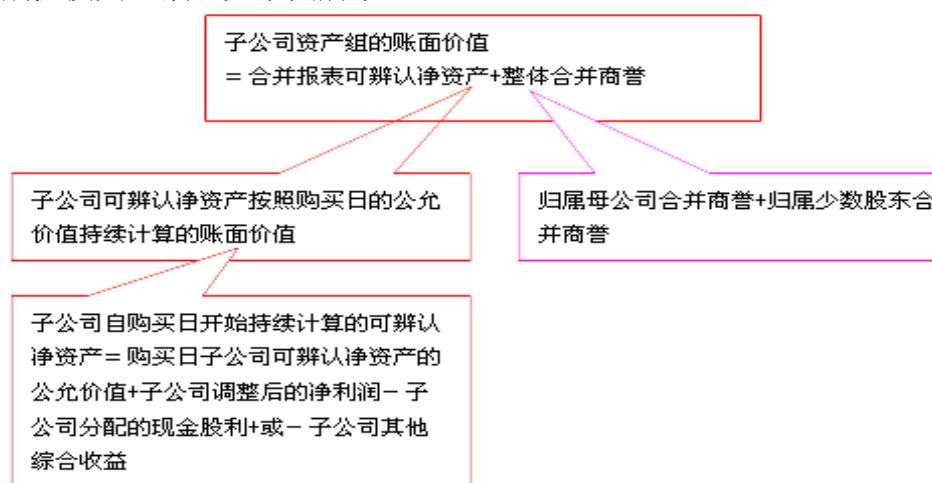 子公司资产组的账面价值
= 合并报表可辨认净资产+整体合并商誉
子公司可辨认净资产按照购买日的公允
价值持续计算的账面价值
归属母公司合并商誉+归属少数股东合
并商誉
子公司自购买日开始持续计算的可辨认
净资产= 购买日子公司可辨认净资产的
公允价值+子公司调整后的净利润- 子
公司分配的现金股利+或- 子公司其他
综合收益